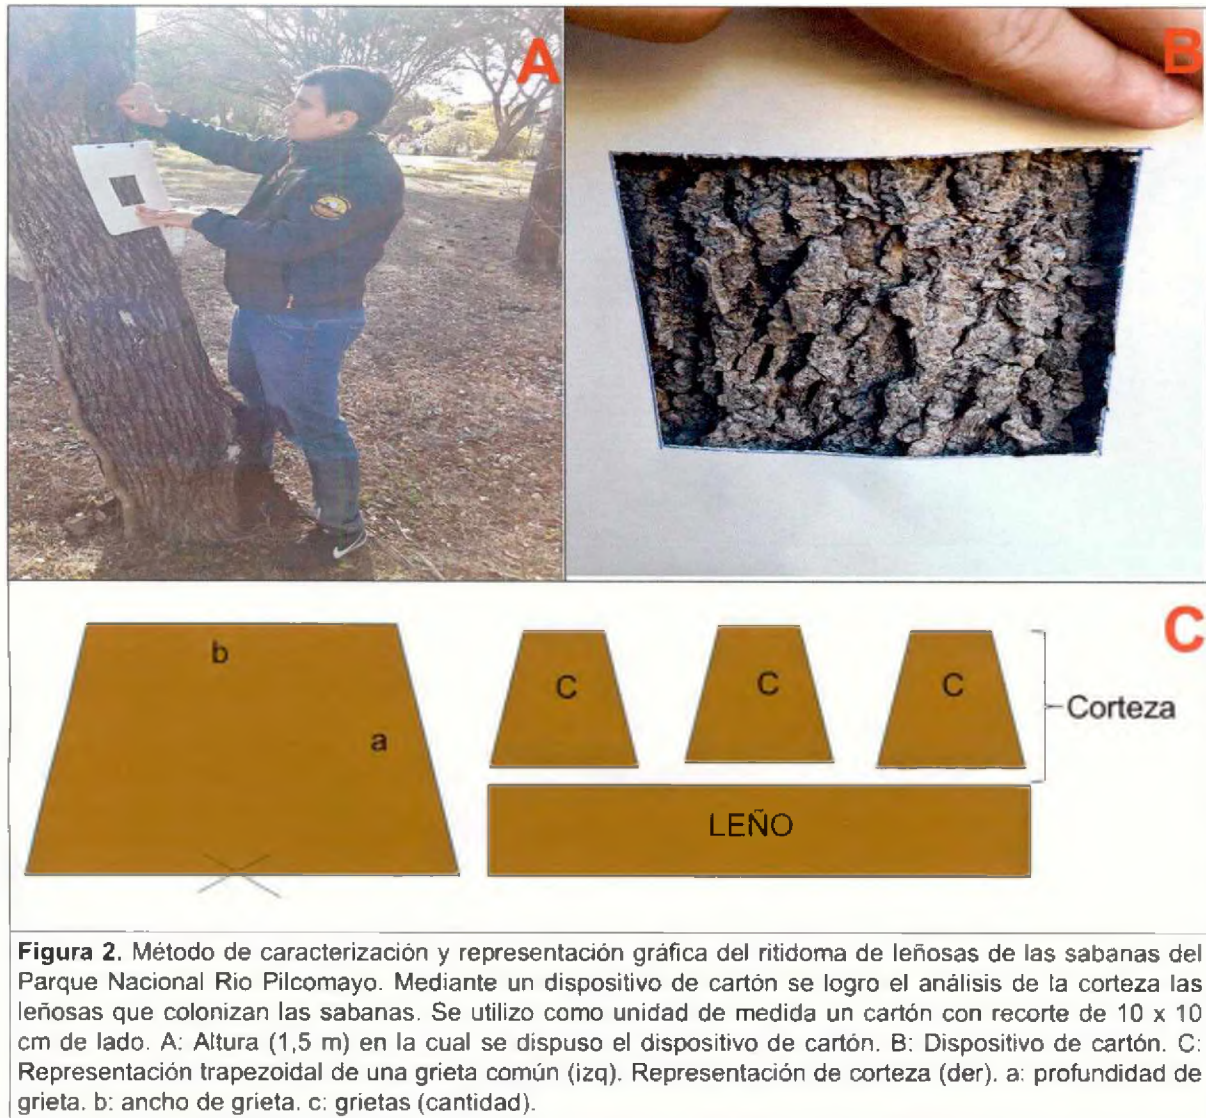 A
B
C
b
a
C
C
C
Corteza
LEÑO
Figura 2. Método de caracterización y representación gráfica del ritidoma de leñosas de las sabanas del
Parque Nacional Rio Pilcomayo. Mediante un dispositivo de cartón se logro el análisis de la corteza las
leñosas que colonizan las sabanas. Se utilizo como unidad de medida un cartón con recorte de 10 x 10
cm de lado. A: Altura (1,5 m) en la cual se dispuso el dispositivo de cartón. B: Dispositivo de cartón. C:
Representación trapezoidal de una grieta común (izq). Representación de corteza (der). a: profundidad de
grieta. b: ancho de grieta. c: grietas (cantidad).